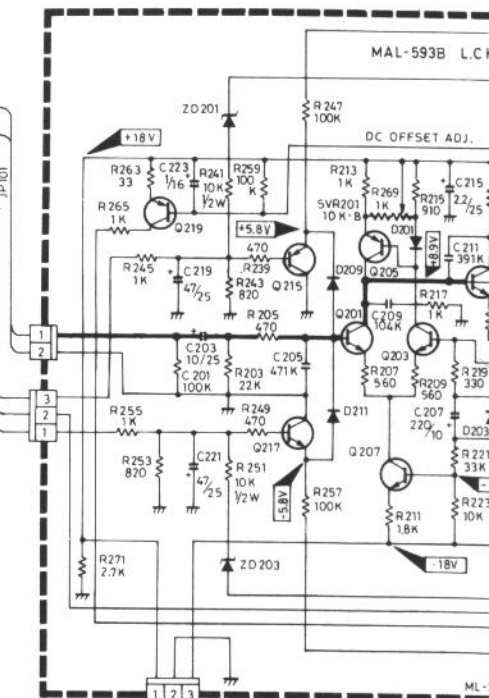 MAL-593B L.C
ZD201
R247
100K
DC OFFSET ADJ.
+18V
JP101
R263
33
C223
1/16
R241
10K
1/2W
R259
100
K
R213
1K
SVR201
10K·B
R269
1K
R215
910
C215
2.2/25
R265
1K
Q219
+5.8V
D201
+8.9V
C211
391K
R245
1K
C219
47/25
470
R239
R243
820
Q215
D209
Q205
R205
470
Q201
C209
104K
R217
1K
1
2
C203
10/25
C201
100K
R203
22K
C205
471K
R207
560
Q203
R209
560
R219
330
3
2
1
R255
1K
R249
470
D211
C207
220/10
D203
R253
820
C221
47/25
R251
10K
1/2W
Q217
Q207
R221
33K
-5.8V
R257
100K
R211
1.8K
R223
10K
R271
2.7K
ZD203
-18V
1 2 3
ML-